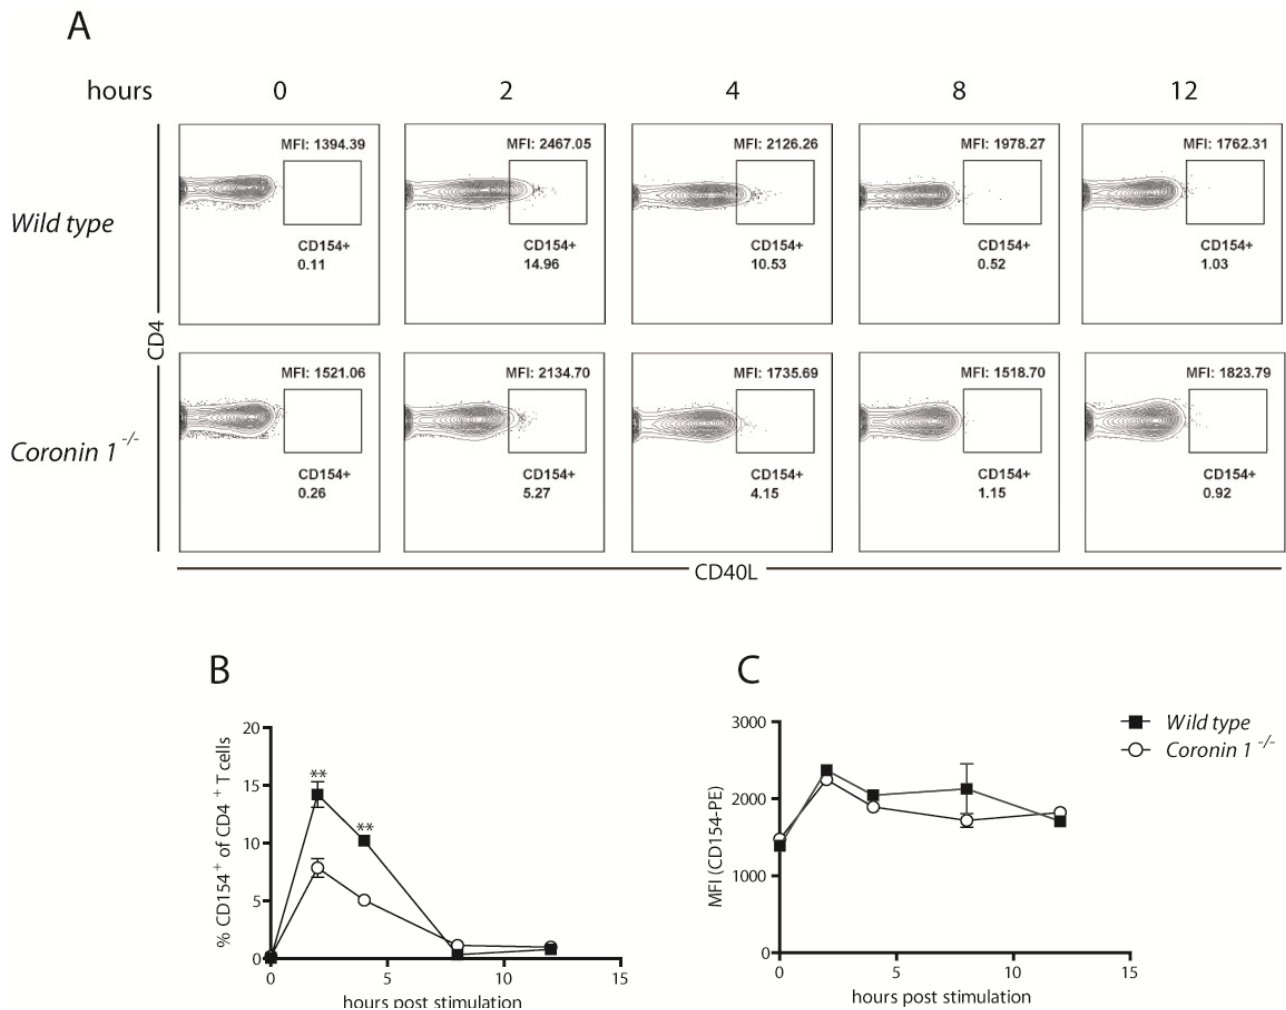 A
hours 0 2 4 8 12
Wild type
MFI: 1394.39
CD154+
0.11
MFI: 2467.05
CD154+
14.96
MFI: 2126.26
CD154+
10.53
MFI: 1978.27
CD154+
0.52
MFI: 1762.31
CD154+
1.03
CD4
Coronin 1 -/-
MFI: 1521.06
CD154+
0.26
MFI: 2134.70
CD154+
5.27
MFI: 1735.69
CD154+
4.15
MFI: 1518.70
CD154+
1.15
MFI: 1823.79
CD154+
0.92
CD40L
B
% CD154+ of CD4 + T cells
20
15
10
5
0
**
**
0 5 10 15
hours post stimulation
C
MFI (CD154-PE)
3000
2000
1000
0
0 5 10 15
hours post stimulation
Wild type
Coronin 1 -/-